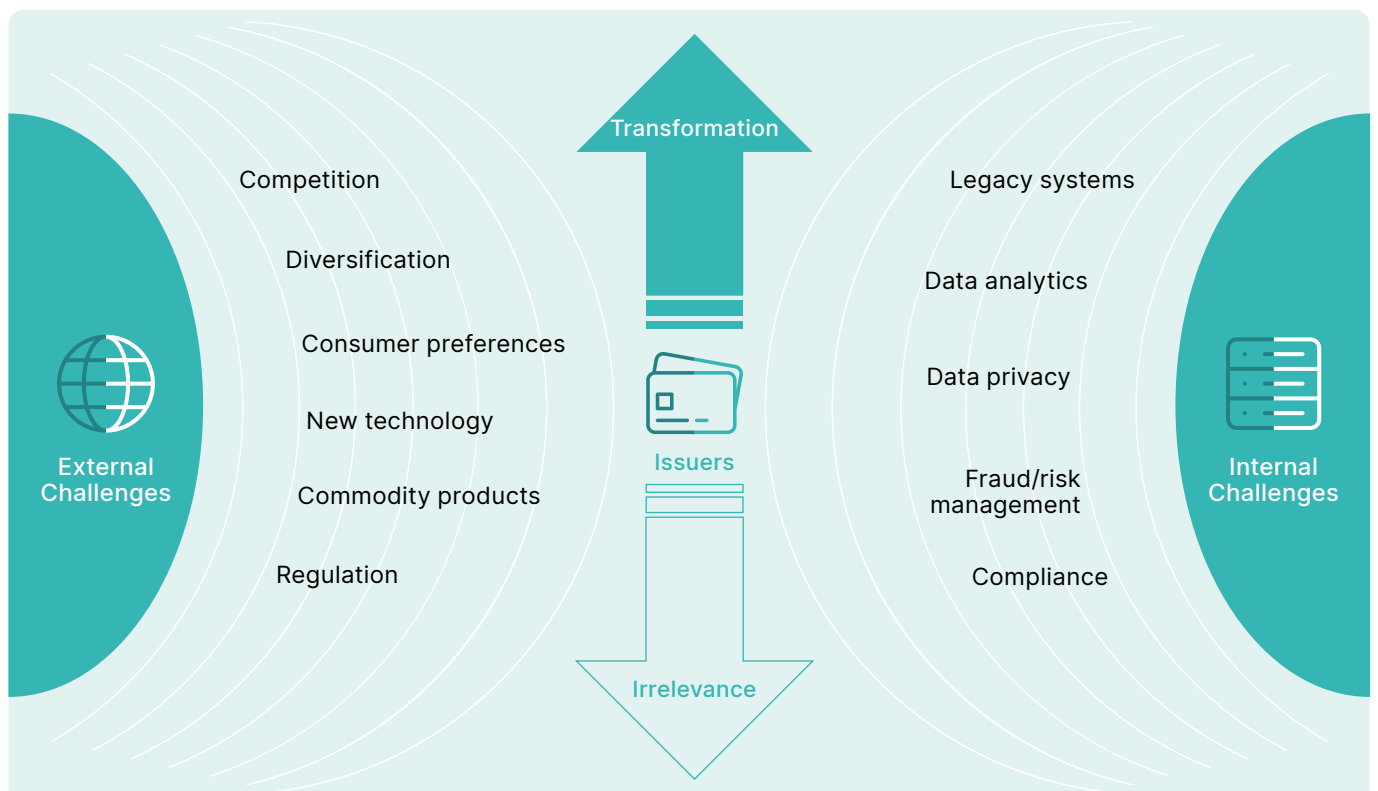 Transformation
External
Challenges
Competition
Diversification
Consumer preferences
New technology
Commodity products
Regulation
Issuers
Irrelevance
Legacy systems
Data analytics
Data privacy
Fraud/risk
management
Compliance
Internal
Challenges